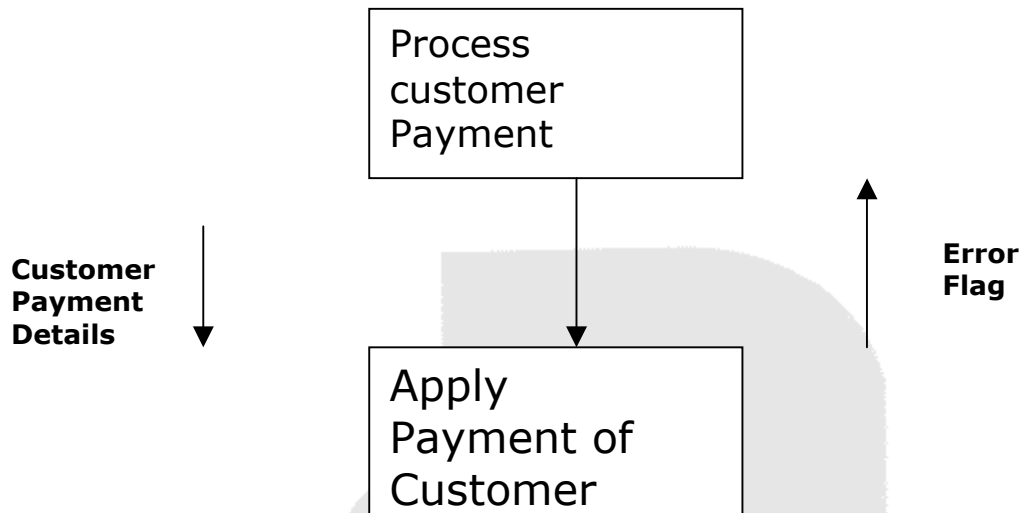 Process
customer
Payment
Customer
Payment
Details
Error
Flag
Apply
Payment of
Customer